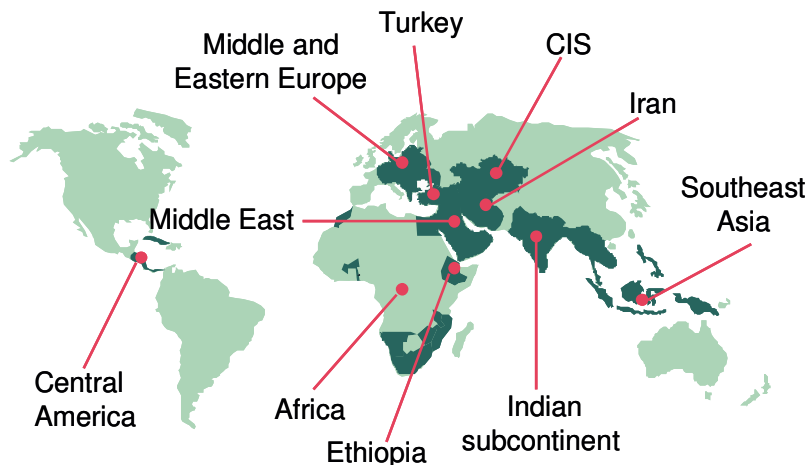 Turkey
Middle and
Eastern Europe
CIS
Iran
Southeast
Asia
Middle East
Central
America
Africa
Ethiopia
Indian
subcontinent